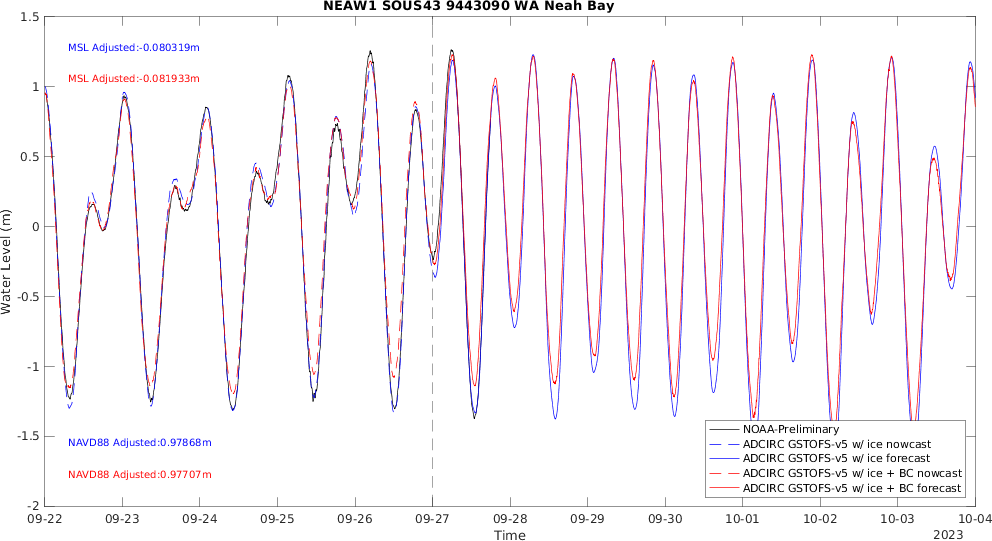 NEAW1 SOUS43 9443090 WA Neah Bay
1.5
1
0.5
0
-0.5
-1
-1.5
-2
Water Level (m)
MSL Adjusted:-0.080319m
MSL Adjusted:-0.081933m
NAVD88 Adjusted:0.97868m
NAVD88 Adjusted:0.97707m
NOAA-Preliminary
ADCIRC GSTOFS-v5 w/ ice nowcast
ADCIRC GSTOFS-v5 w/ ice forecast
ADCIRC GSTOFS-v5 w/ ice + BC nowcast
ADCIRC GSTOFS-v5 w/ ice + BC forecast
09-22 09-23 09-24 09-25 09-26 09-27 09-28 09-29 09-30 10-01 10-02 10-03 10-04
Time
2023